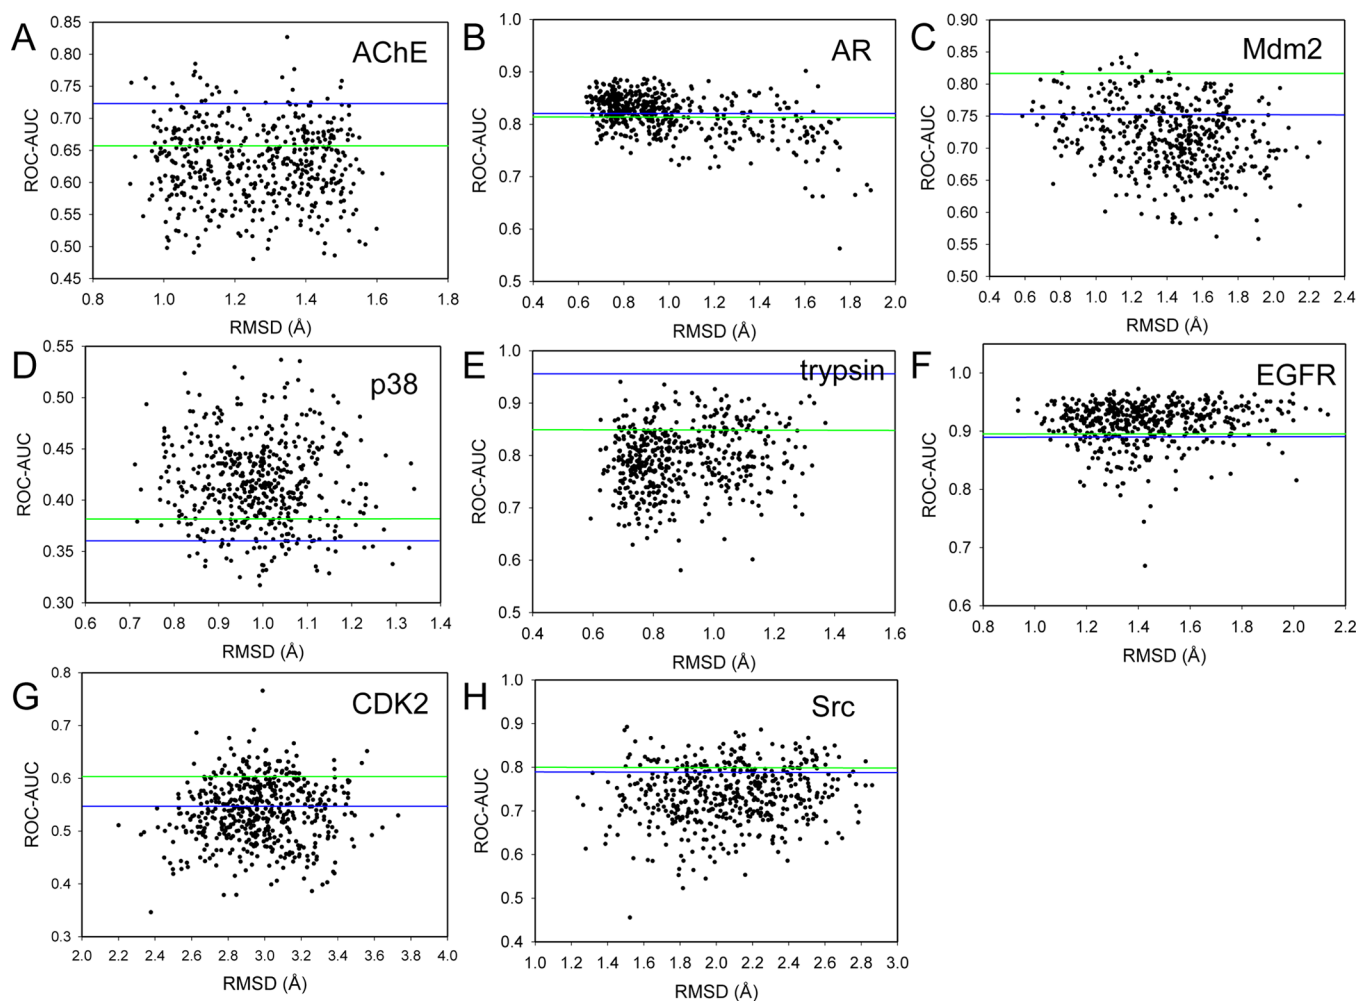 A
AChE
ROC-AUC
0.85
0.80
0.75
0.70
0.65
0.60
0.55
0.50
0.45
0.8 1.0 1.2 1.4 1.6 1.8
RMSD (Å)
B
AR
ROC-AUC
1.0
0.9
0.8
0.7
0.6
0.5
0.4 0.6 0.8 1.0 1.2 1.4 1.6 1.8 2.0
RMSD (Å)
C
Mdm2
ROC-AUC
0.90
0.85
0.80
0.75
0.70
0.65
0.60
0.55
0.50
0.4 0.6 0.8 1.0 1.2 1.4 1.6 1.8 2.0 2.2 2.4
RMSD (Å)
D
p38
ROC-AUC
0.55
0.50
0.45
0.40
0.35
0.30
0.6 0.7 0.8 0.9 1.0 1.1 1.2 1.3 1.4
RMSD (Å)
E
trypsin
ROC-AUC
1.0
0.9
0.8
0.7
0.6
0.5
0.4 0.6 0.8 1.0 1.2 1.4 1.6
RMSD (Å)
F
EGFR
ROC-AUC
1.0
0.9
0.8
0.7
0.6
0.8 1.0 1.2 1.4 1.6 1.8 2.0 2.2
RMSD (Å)
G
CDK2
ROC-AUC
0.8
0.7
0.6
0.5
0.4
0.3
2.0 2.2 2.4 2.6 2.8 3.0 3.2 3.4 3.6 3.8 4.0
RMSD (Å)
H
Src
ROC-AUC
1.0
0.9
0.8
0.7
0.6
0.5
0.4
1.0 1.2 1.4 1.6 1.8 2.0 2.2 2.4 2.6 2.8 3.0
RMSD (Å)